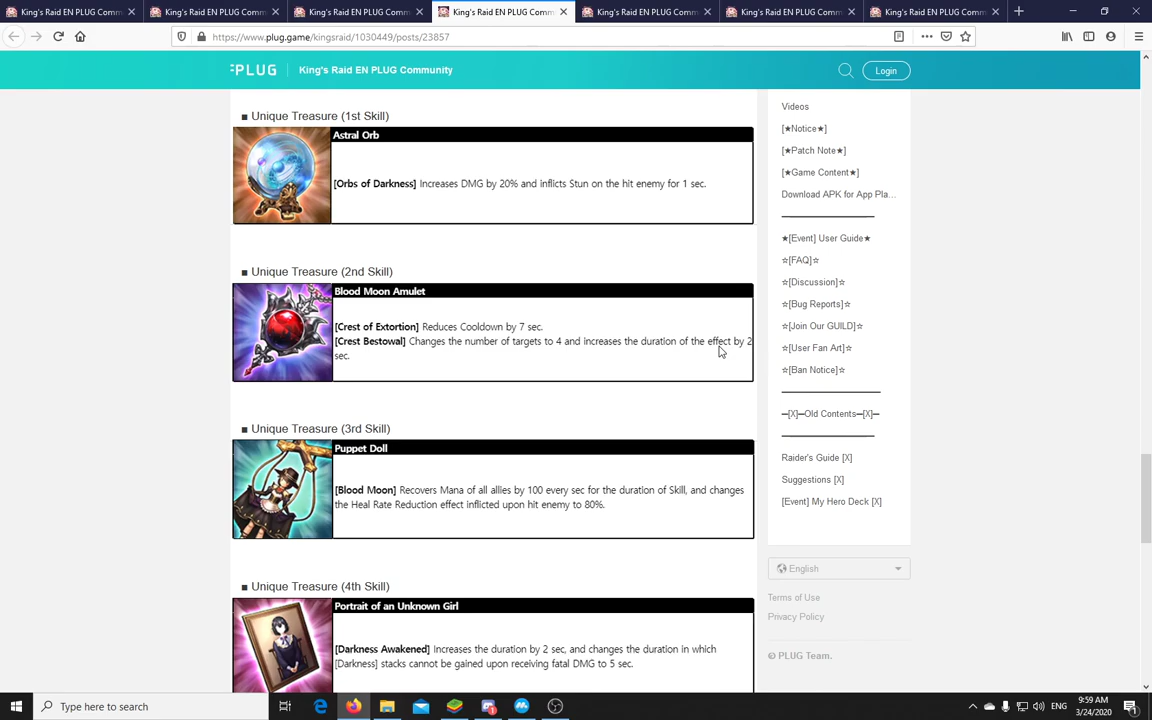 King's Raid EN PLUG Comm
King's Raid EN PLUG Commu
King's Raid EN PLUG Comm
King's Raid EN PLUG Comm
King's Raid EN PLUG Comm
King's Raid EN PLUG Comm
King's Raid EN PLUG Comm
https://www.plug.game/kingsraid/1030449/posts/23857
PLUG
King's Raid EN PLUG Community
Login
■ Unique Treasure (1st Skill)
Astral Orb
[Orbs of Darkness] Increases DMG by 20% and inflicts Stun on the hit enemy for 1 sec.
■ Unique Treasure (2nd Skill)
Blood Moon Amulet
[Crest of Extortion] Reduces Cooldown by 7 sec.
[Crest Bestowal] Changes the number of targets to 4 and increases the duration of the effect by 2
sec.
■ Unique Treasure (3rd Skill)
Puppet Doll
[Blood Moon] Recovers Mana of all allies by 100 every sec for the duration of Skill, and changes
the Heal Rate Reduction effect inflicted upon hit enemy to 80%.
■ Unique Treasure (4th Skill)
Portrait of an Unknown Girl
[Darkness Awakened] Increases the duration by 2 sec, and changes the duration in which
[Darkness] stacks cannot be gained upon receiving fatal DMG to 5 sec.
Videos
[★Notice★]
[★Patch Note★]
[★Game Content★]
Download APK for App Pla...
★[Event] User Guide★
☆[FAQ]☆
☆[Discussion]☆
☆[Bug Reports]☆
☆[Join Our GUILD]☆
☆[User Fan Art]☆
☆[Ban Notice]☆
━[X]━Old Contents━[X]━
Raider's Guide [X]
Suggestions [X]
[Event] My Hero Deck [X]
English
Terms of Use
Privacy Policy
© PLUG Team.
Type here to search
ENG
9:59 AM
3/24/2020
1